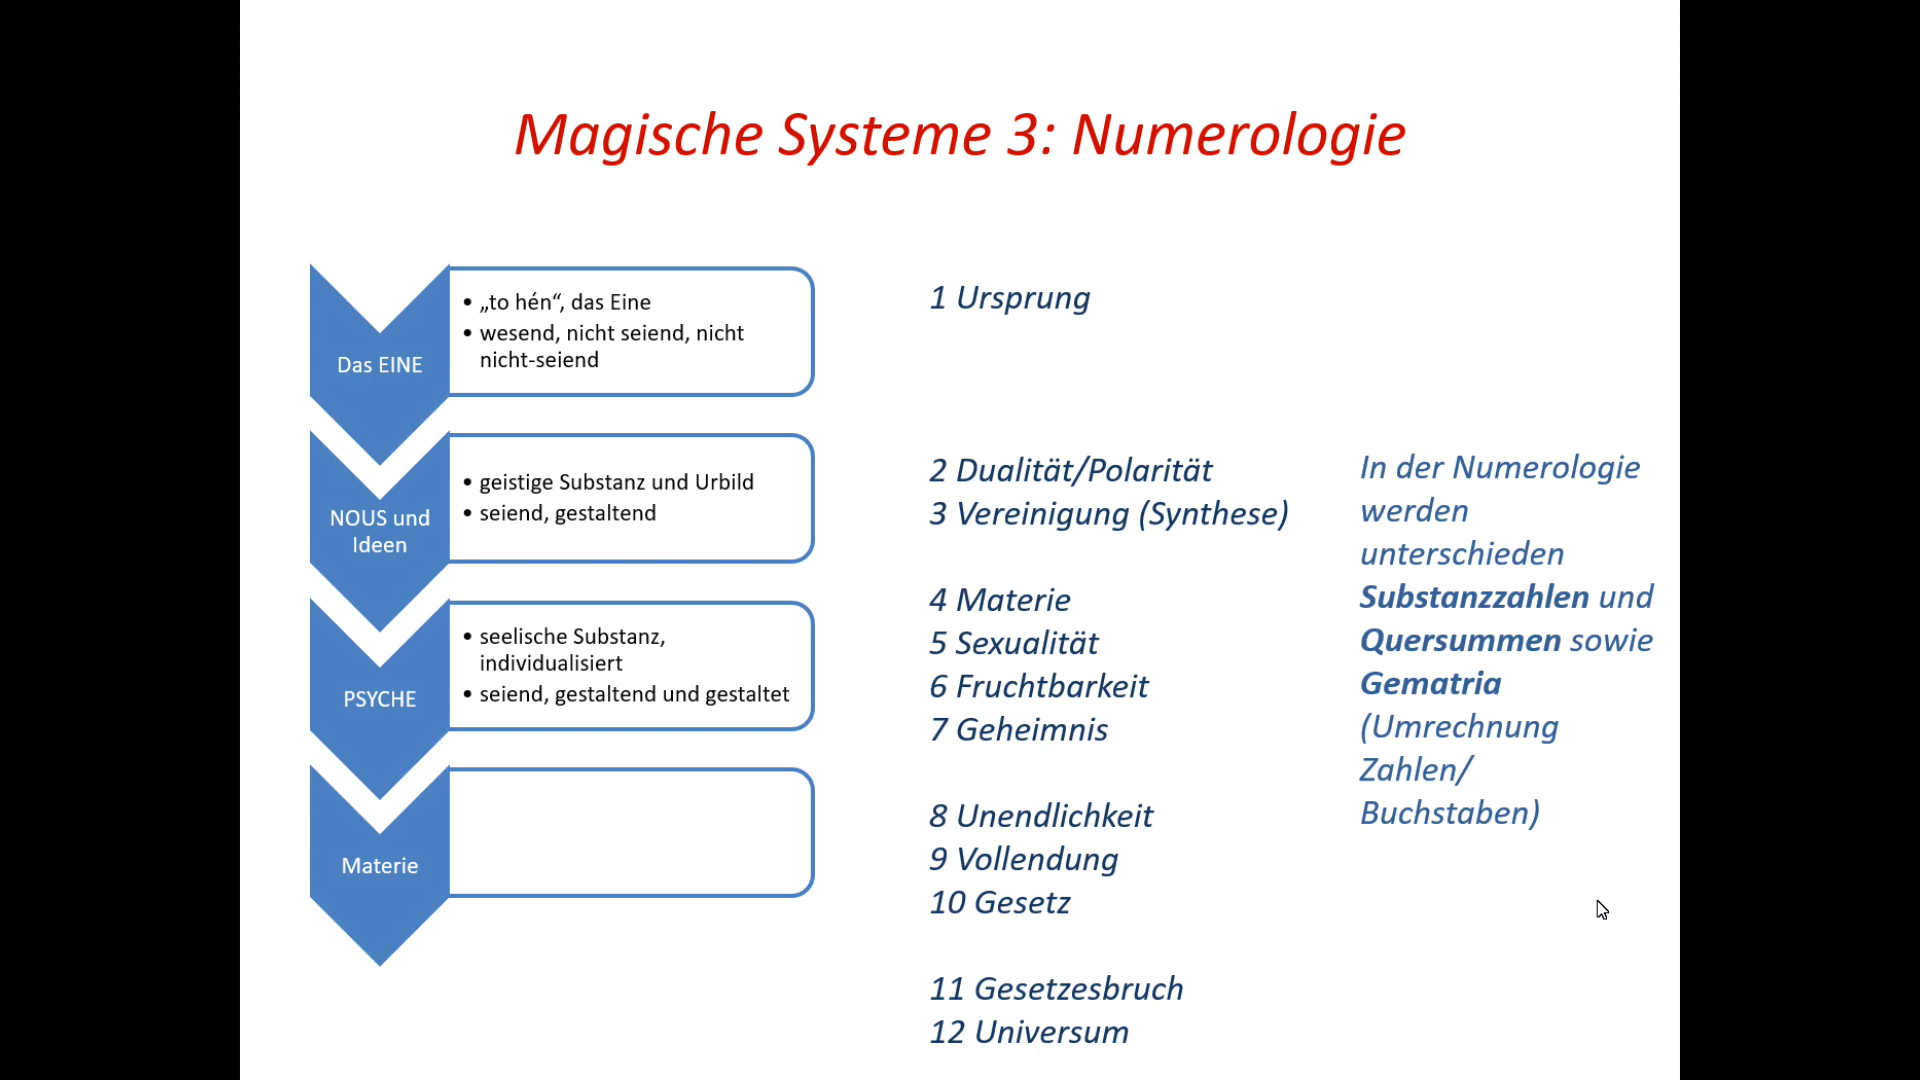 Magische Systeme 3: Numerologie
Das EINE
• „to hén“, das Eine
• wesend, nicht seiend, nicht
nicht-seiend
NOUS und
Ideen
• geistige Substanz und Urbild
• seiend, gestaltend
PSYCHE
• seelische Substanz,
individualisiert
• seiend, gestaltend und gestaltet
Materie
1 Ursprung
2 Dualität/Polarität
3 Vereinigung (Synthese)
4 Materie
5 Sexualität
6 Fruchtbarkeit
7 Geheimnis
8 Unendlichkeit
9 Vollendung
10 Gesetz
11 Gesetzesbruch
12 Universum
In der Numerologie
werden
unterschieden
Substanzzahlen und
Quersummen sowie
Gematria
(Umrechnung
Zahlen/
Buchstaben)